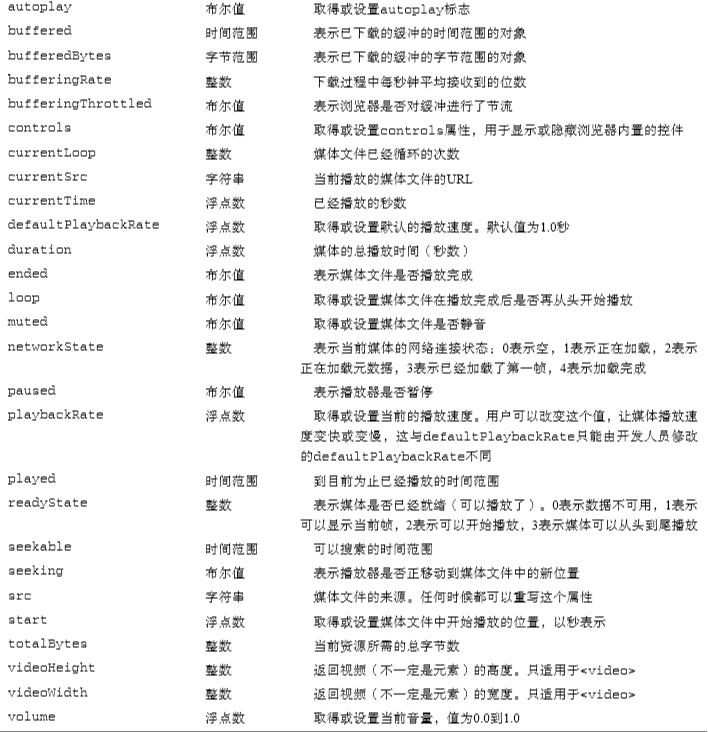 autoplay 布尔值 取得或设置autoplay标志
buffered 时间范围 表示已下载的缓冲的时间范围的对象
bufferedBytes 字节范围 表示已下载的缓冲的字节范围的对象
bufferingRate 整数 下载过程中每秒钟平均接收到的位数
bufferingThrottled 布尔值 表示浏览器是否对缓冲进行了节流
controls 布尔值 取得或设置controls属性，用于显示或隐藏浏览器内置的控件
currentLoop 整数 媒体文件已经循环的次数
currentSrc 字符串 当前播放的媒体文件的URL
currentTime 浮点数 已经播放的秒数
defaultPlaybackRate 浮点数 取得或设置默认的播放速度。默认值为1.0秒
duration 浮点数 媒体的总播放时间（秒数）
ended 布尔值 表示媒体文件是否播放完成
loop 布尔值 取得或设置媒体文件在播放完成后是否再从头开始播放
muted 布尔值 取得或设置媒体文件是否静音
networkState 整数 表示当前媒体的网络连接状态：0表示空，1表示正在加载，2表示
正在加载元数据，3表示已经加载了第一帧，4表示加载完成
paused 布尔值 表示播放器是否暂停
playbackRate 浮点数 取得或设置当前的播放速度。用户可以改变这个值，让媒体播放速
度变快或变慢，这与defaultPlaybackRate只能由开发人员修改
的defaultPlaybackRate不同
played 时间范围 到目前为止已经播放的时间范围
readyState 整数 表示媒体是否已经就绪（可以播放了）。0表示数据不可用，1表示
可以显示当前帧，2表示可以开始播放，3表示媒体可以从头到尾播放
seekable 时间范围 可以搜索的时间范围
seeking 布尔值 表示播放器是否正移动到媒体文件中的新位置
src 字符串 媒体文件的来源。任何时候都可以重写这个属性
start 浮点数 取得或设置媒体文件中开始播放的位置，以秒表示
totalBytes 整数 当前资源所需的总字节数
videoHeight 整数 返回视频（不一定是元素）的高度。只适用于<video>
videoWidth 整数 返回视频（不一定是元素）的宽度。只适用于<video>
volume 浮点数 取得或设置当前音量，值为0.0到1.0